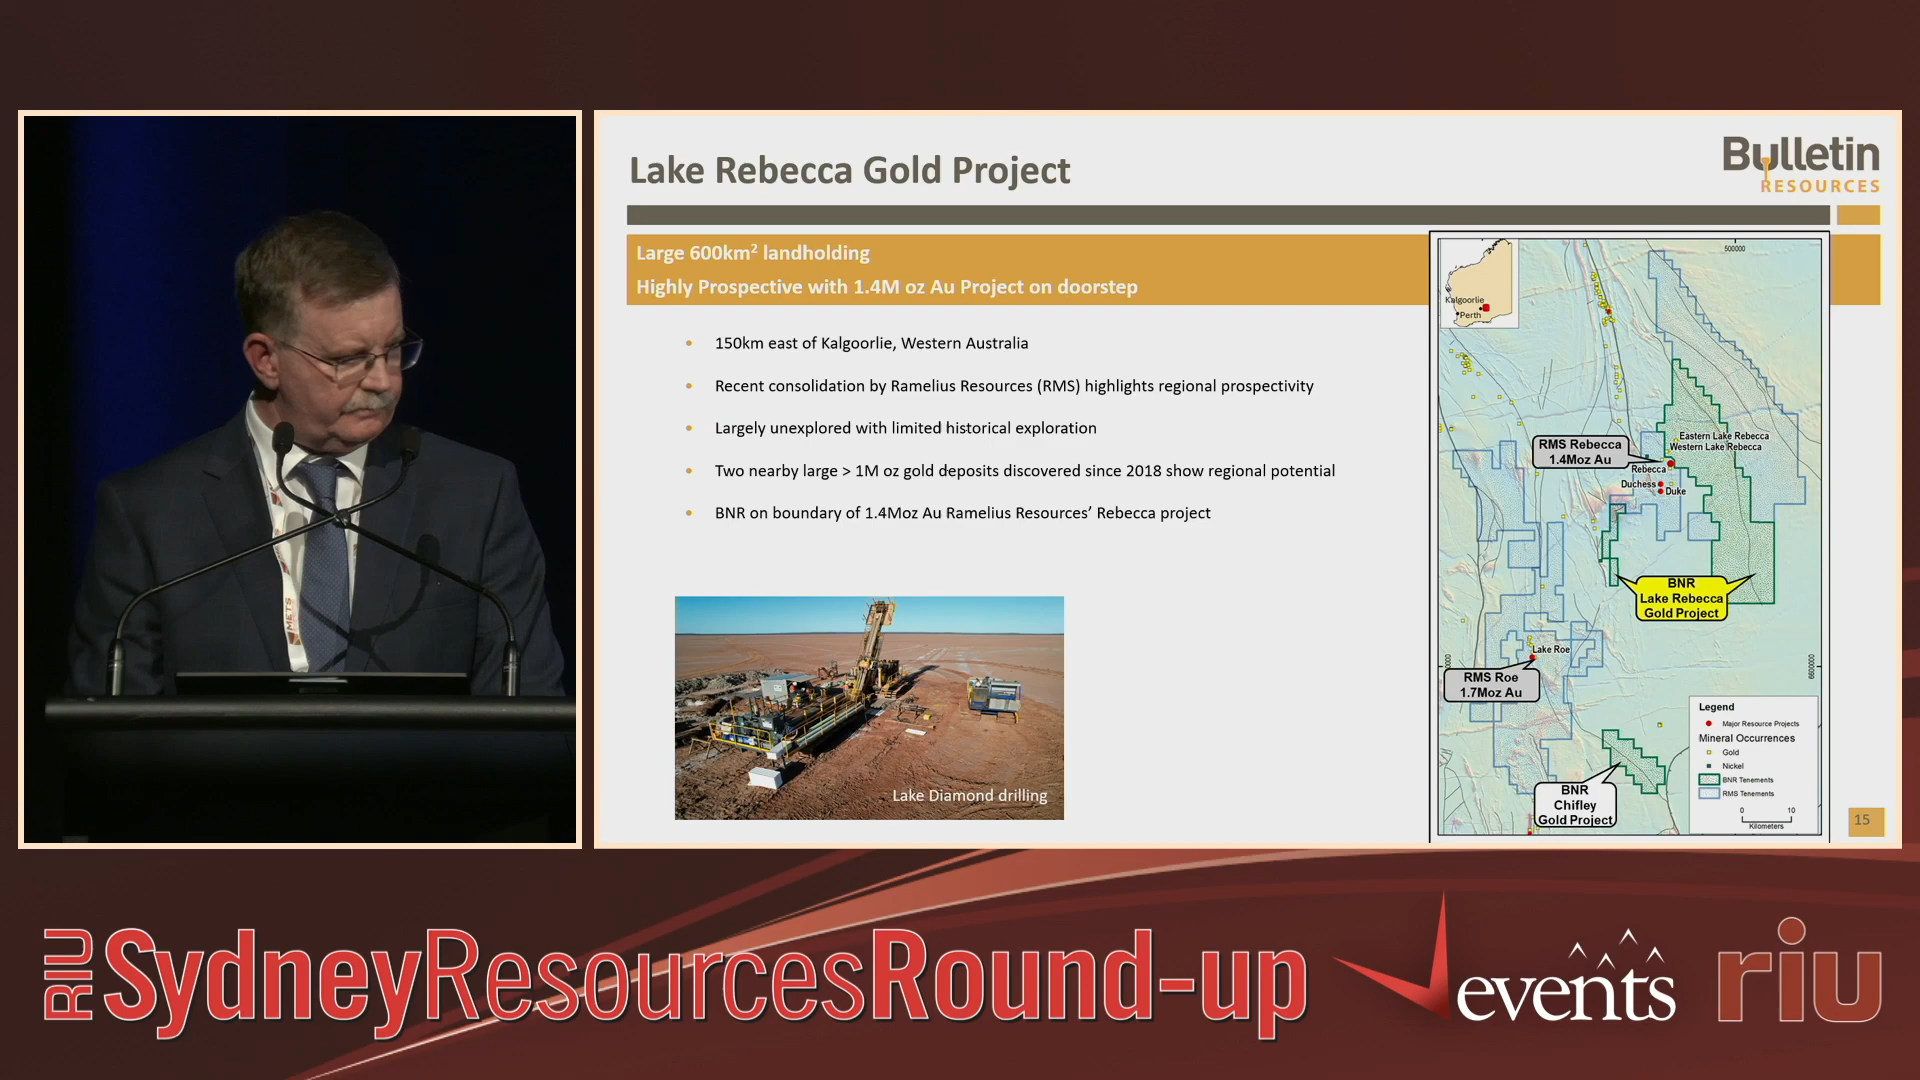 Lake Rebecca Gold Project
Bulletin
RESOURCES
Large 600km² landholding
Highly Prospective with 1.4M oz Au Project on doorstep
• 150km east of Kalgoorlie, Western Australia
• Recent consolidation by Ramelius Resources (RMS) highlights regional prospectivity
• Largely unexplored with limited historical exploration
• Two nearby large > 1M oz gold deposits discovered since 2018 show regional potential
• BNR on boundary of 1.4Moz Au Ramelius Resources’ Rebecca project
Lake Diamond drilling
500000
Kalgoorlie
Perth
Eastern Lake Rebecca
Western Lake Rebecca
RMS Rebecca
1.4Moz Au
Rebecca
Duchess
Duke
BNR
Lake Rebecca
Gold Project
Lake Roe
6600000
RMS Roe
1.7Moz Au
BNR
Chifley
Gold Project
Legend
Major Resource Projects
Mineral Occurrences
Gold
Nickel
BNR Tenements
RMS Tenements
0 10
Kilometers
15
METS
RIU SydneyResourcesRound-up
events
riu